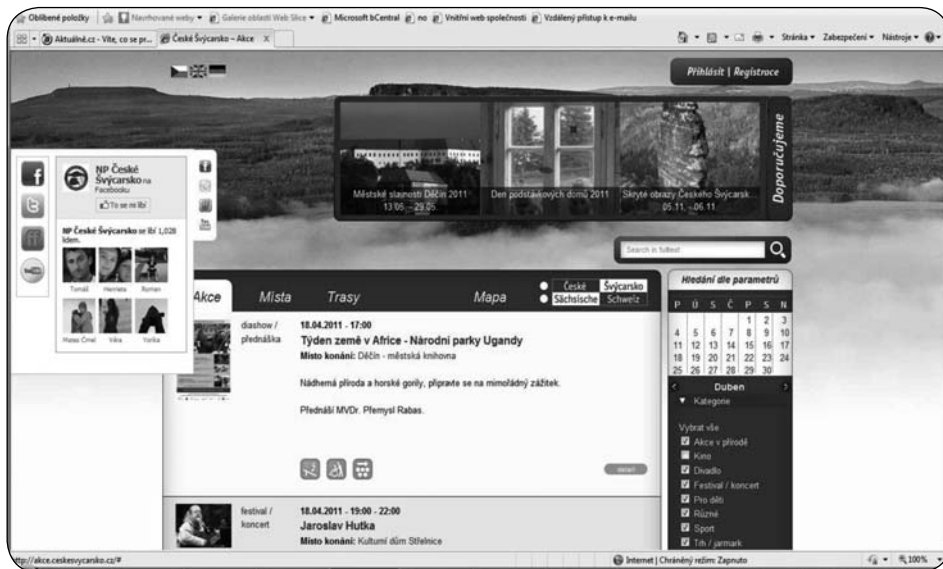 Oblíbené položky Navrhované weby Galerie oblasti Web Slice Microsoft bCentral no Vnitřní web společnosti Vzdálený přístup k e-mailu
Aktuálně.cz - Víte, co se pr... České Švýcarsko – Akce X Stránka Zabezpečení Nástroje
Přihlásit | Registrace
Městské slavnosti Děčín 2011
13.05. - 29.05.
Den podstávkových domů 2011
Skryté obrazy Českého Švýcarsk...
05.11. - 06.11.
Doporučujeme
NP České
Švýcarsko na
Facebooku
To se mi líbí
NP České Švýcarsko se líbí 1,028
lidem.
Tomáš Henrieta Roman
Věra Yorika
Search in fulltext
Akce Místa Trasy Mapa
České Švýcarsko
Sächsische Schweiz
diashow /
přednáška
18.04.2011 - 17:00
Týden země v Africe - Národní parky Ugandy
Místo konání: Děčín - městská knihovna
Nádherná příroda a horské gorily, připravte se na mimořádný zážitek.
Přednáší MVDr. Přemysl Rabas.
detail
festival /
koncert
18.04.2011 - 19:00 - 22:00
Jaroslav Hutka
Místo konání: Kulturní dům Střelnice
Hledání dle parametrů
P Ú S Č P S N
1 2 3
4 5 6 7 8 9 10
11 12 13 14 15 16 17
18 19 20 21 22 23 24
25 26 27 28 29 30
Duben
Kategorie
Vybrat vše
Akce v přírodě
Kino
Divadlo
Festival / koncert
Pro děti
Různé
Sport
Trh / jarmark
http://akce.ceskesvycarsko.cz/# Internet | Chráněný režim: Zapnuto 100%